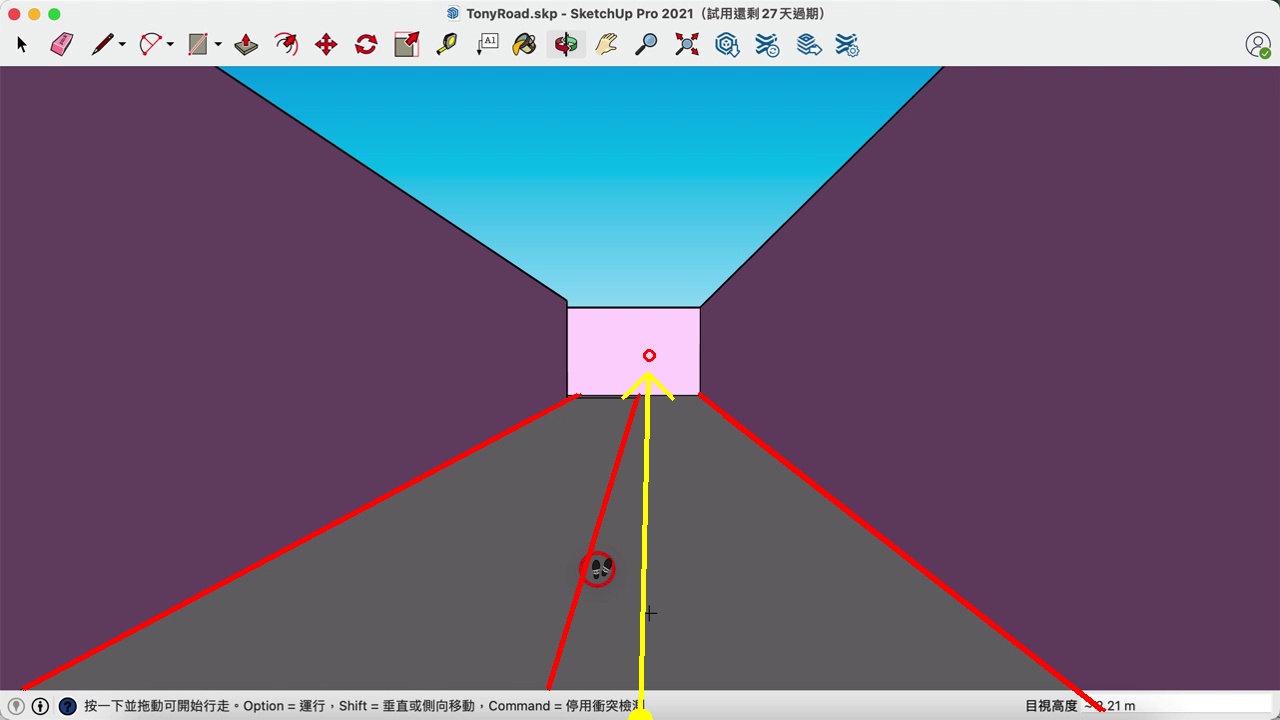 TonyRoad.skp - SketchUp Pro 2021（試用還剩 27 天過期）
A1
按一下並拖動可開始行走。Option = 運行，Shift = 垂直或側向移動，Command = 停用衝突檢測
目視高度 ~ 2.21 m